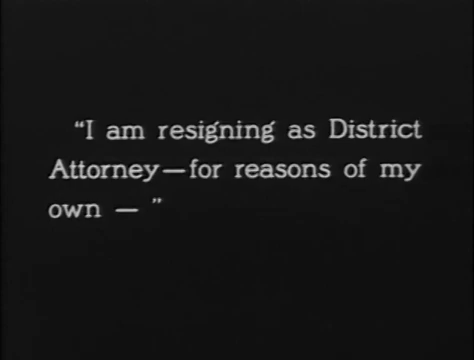 “I am resigning as District
Attorney—for reasons of my
own — ”